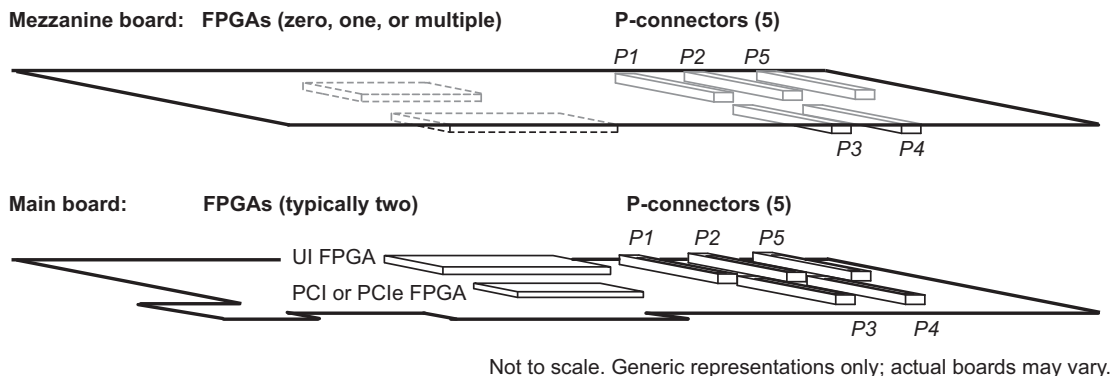 Mezzanine board: FPGAs (zero, one, or multiple) P-connectors (5)
P1 P2 P5
P3 P4
Main board: FPGAs (typically two) P-connectors (5)
P1 P2 P5
UI FPGA
PCI or PCIe FPGA
P3 P4
Not to scale. Generic representations only; actual boards may vary.